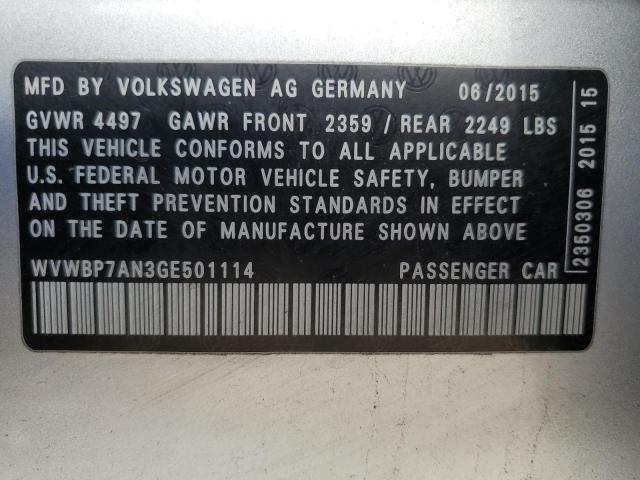 MFD BY VOLKSWAGEN AG GERMANY 06/2015
GVWR 4497 GAWR FRONT 2359 / REAR 2249 LBS
THIS VEHICLE CONFORMS TO ALL APPLICABLE
U.S. FEDERAL MOTOR VEHICLE SAFETY, BUMPER
AND THEFT PREVENTION STANDARDS IN EFFECT
ON THE DATE OF MANUFACTURE SHOWN ABOVE
WVWBP7AN3GE501114 PASSENGER CAR
2350306 2015 15